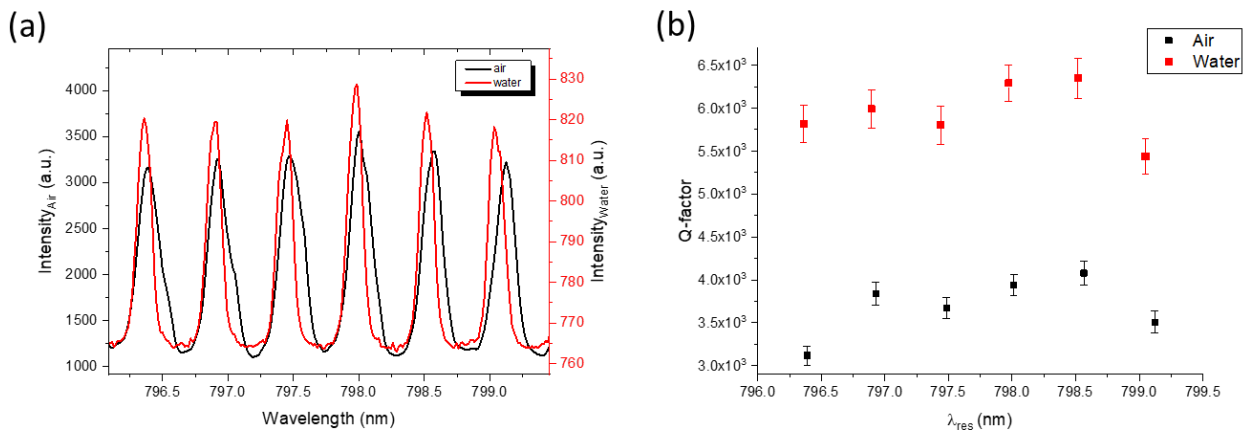 (a)
air
water
4000
3500
3000
2500
2000
1500
1000
Intensity_Air (a.u.)
830
820
810
800
790
780
770
760
Intensity_Water (a.u.)
796.5 797.0 797.5 798.0 798.5 799.0
Wavelength (nm)
(b)
Air
Water
6.5x10³
6.0x10³
5.5x10³
5.0x10³
4.5x10³
4.0x10³
3.5x10³
3.0x10³
Q-factor
796.0 796.5 797.0 797.5 798.0 798.5 799.0 799.5
λres (nm)